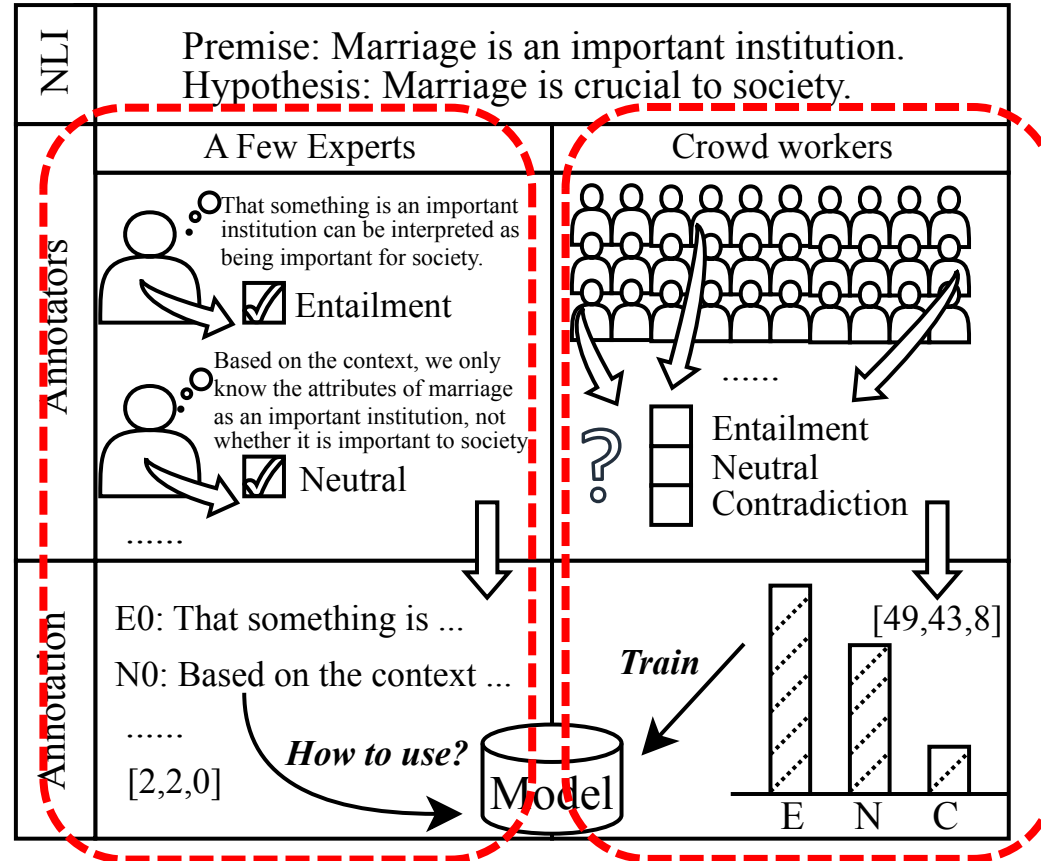 NLI
Premise: Marriage is an important institution.
Hypothesis: Marriage is crucial to society.
Annotators
A Few Experts
That something is an important
institution can be interpreted as
being important for society.
Entailment
Based on the context, we only
know the attributes of marriage
as an important institution, not
whether it is important to society
Neutral
......
Crowd workers
......
?
Entailment
Neutral
Contradiction
Annotation
E0: That something is ...
N0: Based on the context ...
......
[2,2,0]
How to use?
Model
Train
[49,43,8]
E N C